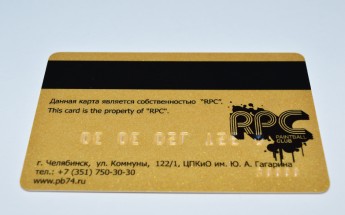 Данная карта является собственностью "RPC".
This card is the property of "RPC".
RPC
PAINTBALL
CLUB
г. Челябинск, ул. Коммуны, 122/1, ЦПКиО им. Ю. А. Гагарина
тел.: +7 (351) 750-30-30
www.pb74.ru